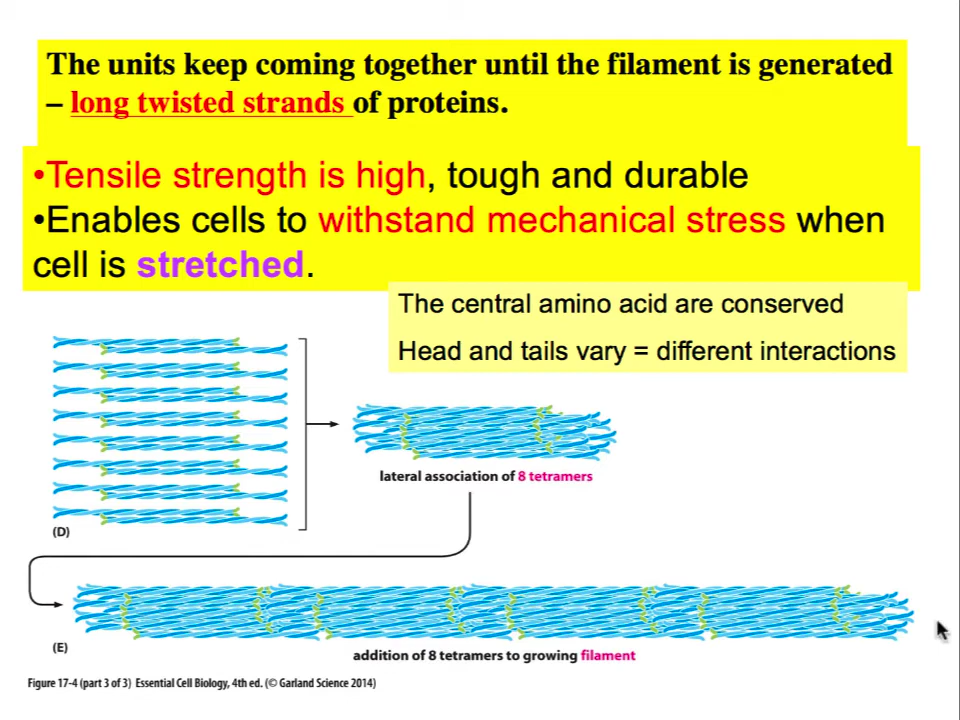 The units keep coming together until the filament is generated
– long twisted strands of proteins.
•Tensile strength is high, tough and durable
•Enables cells to withstand mechanical stress when
cell is stretched.
The central amino acid are conserved
Head and tails vary = different interactions
lateral association of 8 tetramers
(D)
(E)
addition of 8 tetramers to growing filament
Figure 17-4 (part 3 of 3) Essential Cell Biology, 4th ed. (© Garland Science 2014)